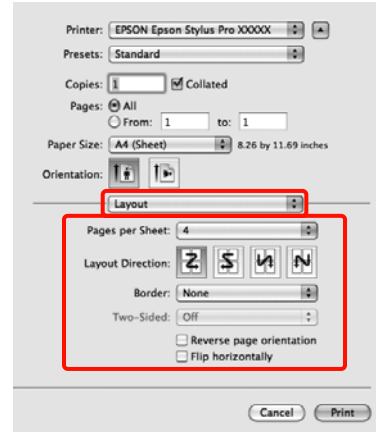 Printer: EPSON Epson Stylus Pro XXXXX
Presets: Standard
Copies: 1 Collated
Pages: All
From: 1 to: 1
Paper Size: A4 (Sheet) 8.26 by 11.69 inches
Orientation:
Layout
Pages per Sheet: 4
Layout Direction:
Border: None
Two-Sided: Off
Reverse page orientation
Flip horizontally
Cancel Print